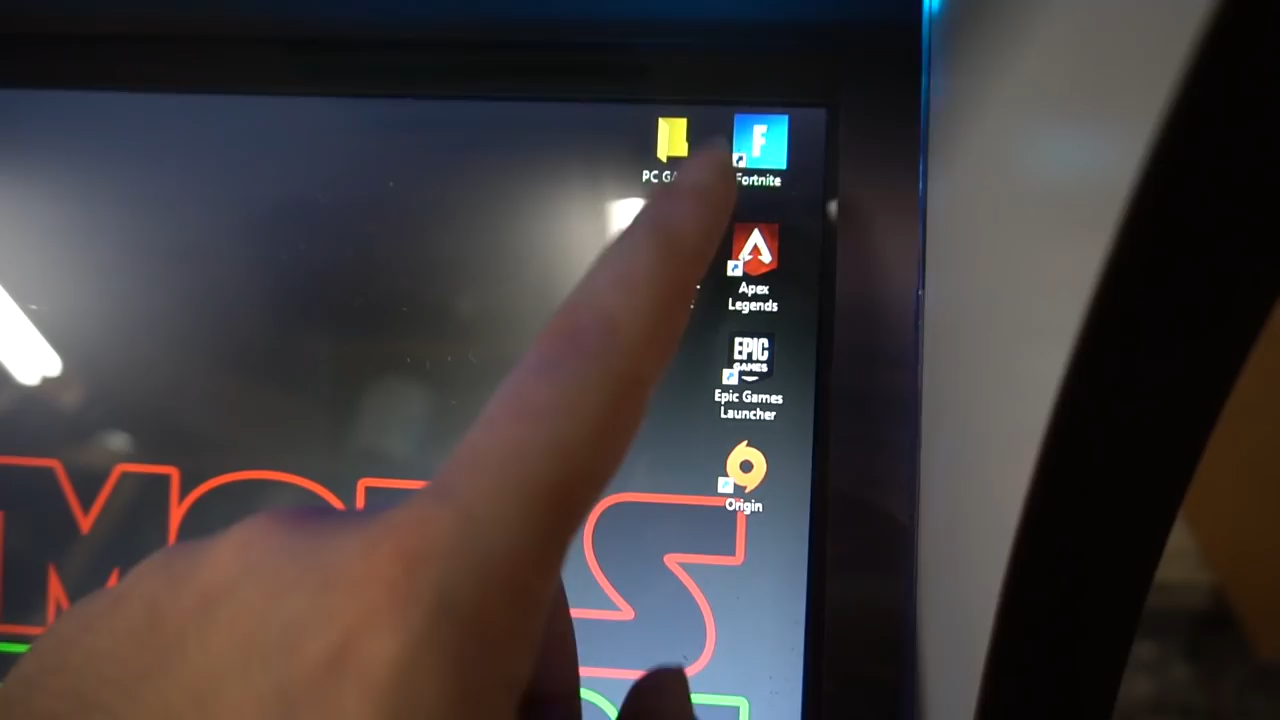 PC GA
F
Fortnite
Apex
Legends
EPIC
GAMES
Epic Games
Launcher
Origin